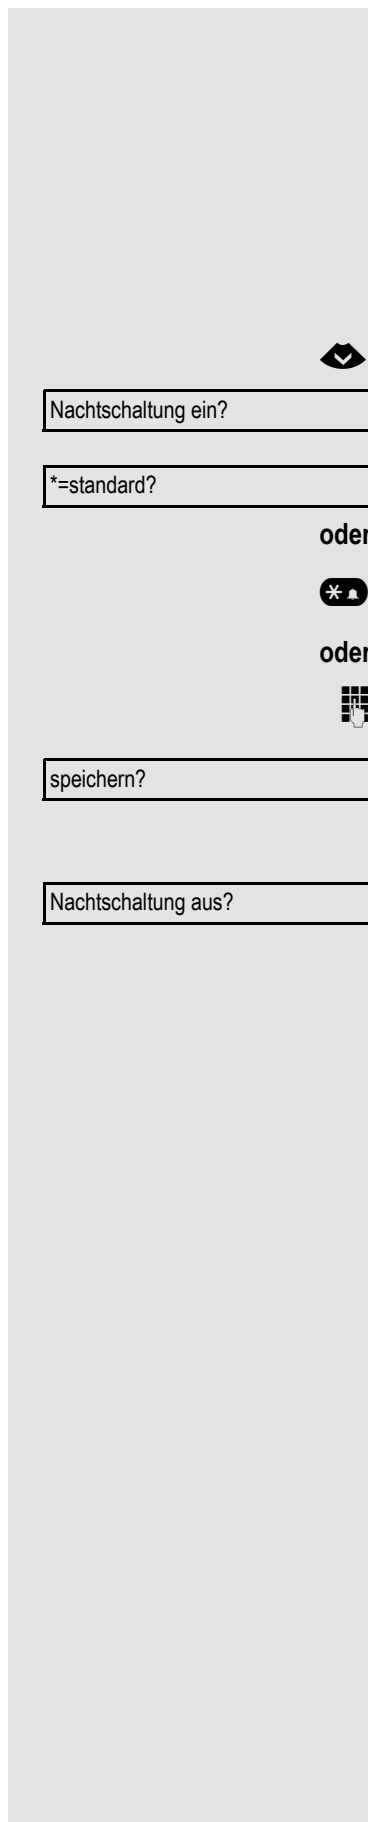 Nachtschaltung ein?
*=standard?
oder
oder
speichern?
Nachtschaltung aus?